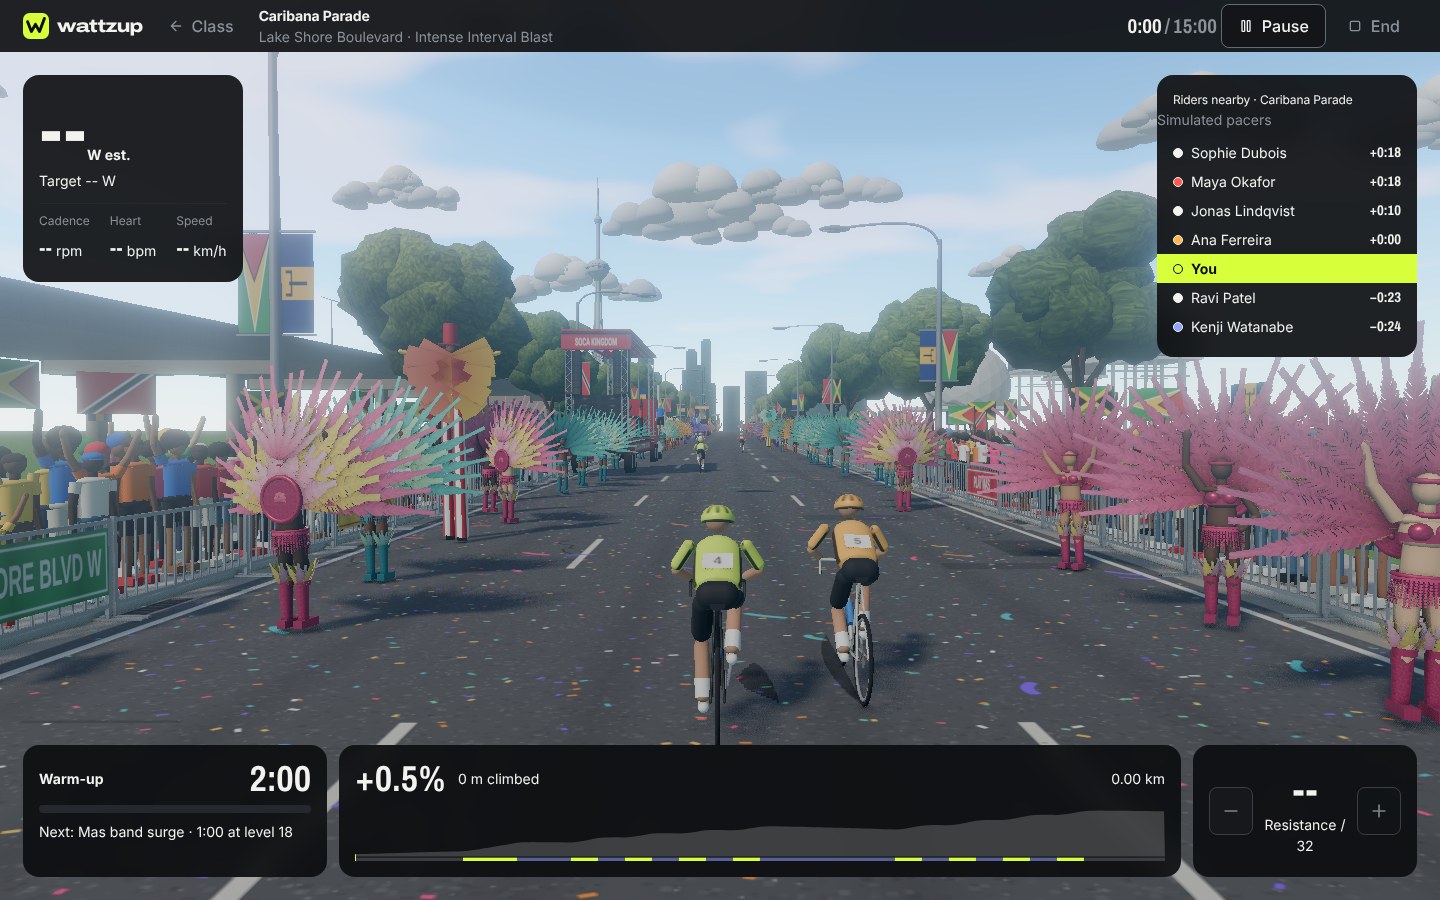 wattzup
Class
Caribana Parade
Lake Shore Boulevard · Intense Interval Blast
0:00 / 15:00
Pause
End
-- W est.
Target -- W
Cadence Heart Speed
-- rpm -- bpm -- km/h
Riders nearby · Caribana Parade
Simulated pacers
Sophie Dubois +0:18
Maya Okafor +0:18
Jonas Lindqvist +0:10
Ana Ferreira +0:00
You
Ravi Patel −0:23
Kenji Watanabe −0:24
SOCA KINGDOM
ORE BLVD W
4
5
Warm-up 2:00
Next: Mas band surge · 1:00 at level 18
+0.5% 0 m climbed 0.00 km
--
Resistance /
32